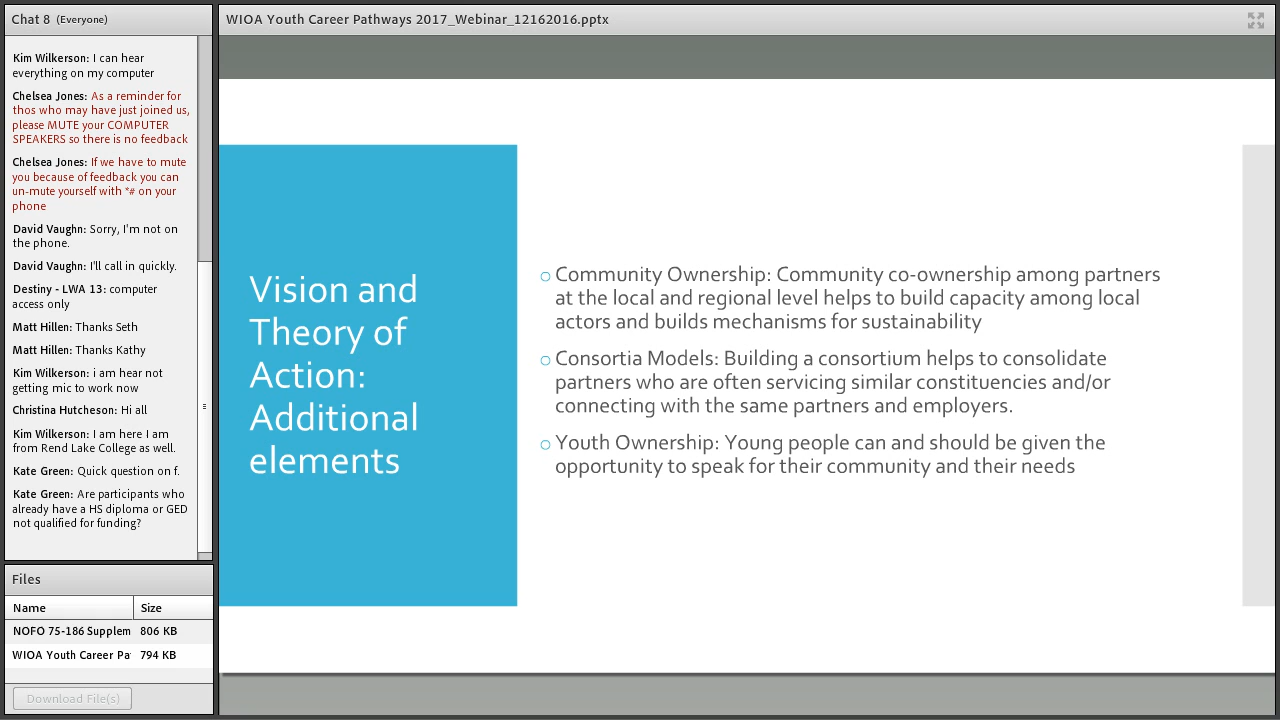 Chat 8 (Everyone)
Kim Wilkerson: I can hear
everything on my computer
Chelsea Jones: As a reminder for
thos who may have just joined us,
please MUTE your COMPUTER
SPEAKERS so there is no feedback
Chelsea Jones: If we have to mute
you because of feedback you can
un-mute yourself with *# on your
phone
David Vaughn: Sorry, I'm not on
the phone.
David Vaughn: I'll call in quickly.
Destiny - LWA 13: computer
access only
Matt Hillen: Thanks Seth
Matt Hillen: Thanks Kathy
Kim Wilkerson: i am hear not
getting mic to work now
Christina Hutcheson: Hi all
Kim Wilkerson: I am here I am
from Rend Lake College as well.
Kate Green: Quick question on f.
Kate Green: Are participants who
already have a HS diploma or GED
not qualified for funding?
Files
Name Size
NOFO 75-186 Supplem 806 KB
WIOA Youth Career Pa 794 KB
Download File(s)
WIOA Youth Career Pathways 2017_Webinar_12162016.pptx
Vision and
Theory of
Action:
Additional
elements
Community Ownership: Community co-ownership among partners
at the local and regional level helps to build capacity among local
actors and builds mechanisms for sustainability
Consortia Models: Building a consortium helps to consolidate
partners who are often servicing similar constituencies and/or
connecting with the same partners and employers.
Youth Ownership: Young people can and should be given the
opportunity to speak for their community and their needs